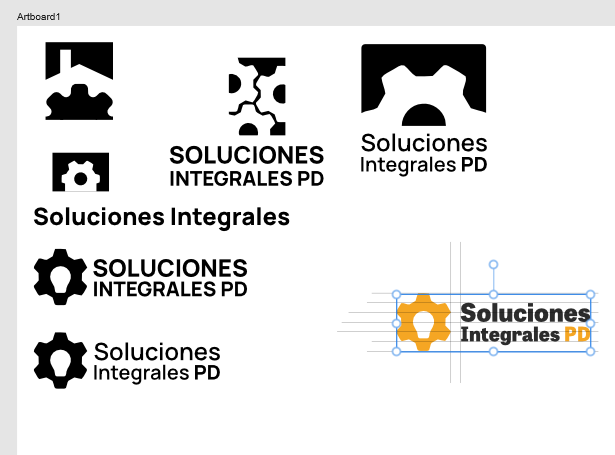 Artboard1
SOLUCIONES
INTEGRALES PD
Soluciones
Integrales PD
Soluciones Integrales
SOLUCIONES
INTEGRALES PD
Soluciones
Integrales PD
Soluciones
Integrales PD